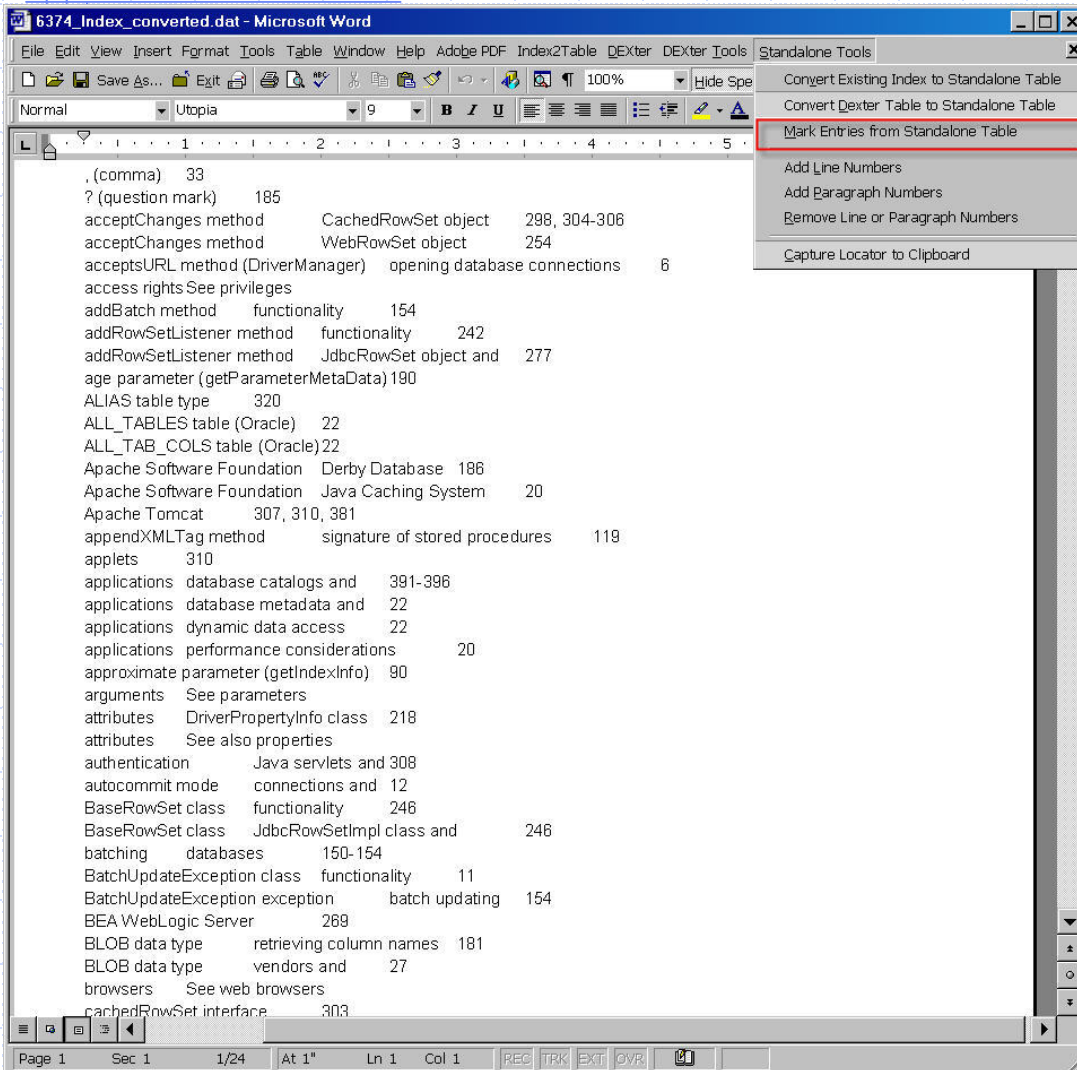 6374_Index_converted.dat - Microsoft Word
File Edit View Insert Format Tools Table Window Help Adobe PDF Index2Table DEXter DEXter Tools Standalone Tools
Save As... Exit 100% Hide Spe
Normal Utopia 9 B I U A
Convert Existing Index to Standalone Table
Convert Dexter Table to Standalone Table
Mark Entries from Standalone Table
Add Line Numbers
Add Paragraph Numbers
Remove Line or Paragraph Numbers
Capture Locator to Clipboard
1 2 3 4 5
, (comma) 33
? (question mark) 185
acceptChanges method CachedRowSet object 298, 304-306
acceptChanges method WebRowSet object 254
acceptsURL method (DriverManager) opening database connections 6
access rights See privileges
addBatch method functionality 154
addRowSetListener method functionality 242
addRowSetListener method JdbcRowSet object and 277
age parameter (getParameterMetaData) 190
ALIAS table type 320
ALL_TABLES table (Oracle) 22
ALL_TAB_COLS table (Oracle) 22
Apache Software Foundation Derby Database 186
Apache Software Foundation Java Caching System 20
Apache Tomcat 307, 310, 381
appendXMLTag method signature of stored procedures 119
applets 310
applications database catalogs and 391-396
applications database metadata and 22
applications dynamic data access 22
applications performance considerations 20
approximate parameter (getIndexInfo) 90
arguments See parameters
attributes DriverPropertyInfo class 218
attributes See also properties
authentication Java servlets and 308
autocommit mode connections and 12
BaseRowSet class functionality 246
BaseRowSet class JdbcRowSetImpl class and 246
batching databases 150-154
BatchUpdateException class functionality 11
BatchUpdateException exception batch updating 154
BEA WebLogic Server 269
BLOB data type retrieving column names 181
BLOB data type vendors and 27
browsers See web browsers
cachedRowSet interface 303
Page 1 Sec 1 1/24 At 1" Ln 1 Col 1 REC TRK EXT OVR